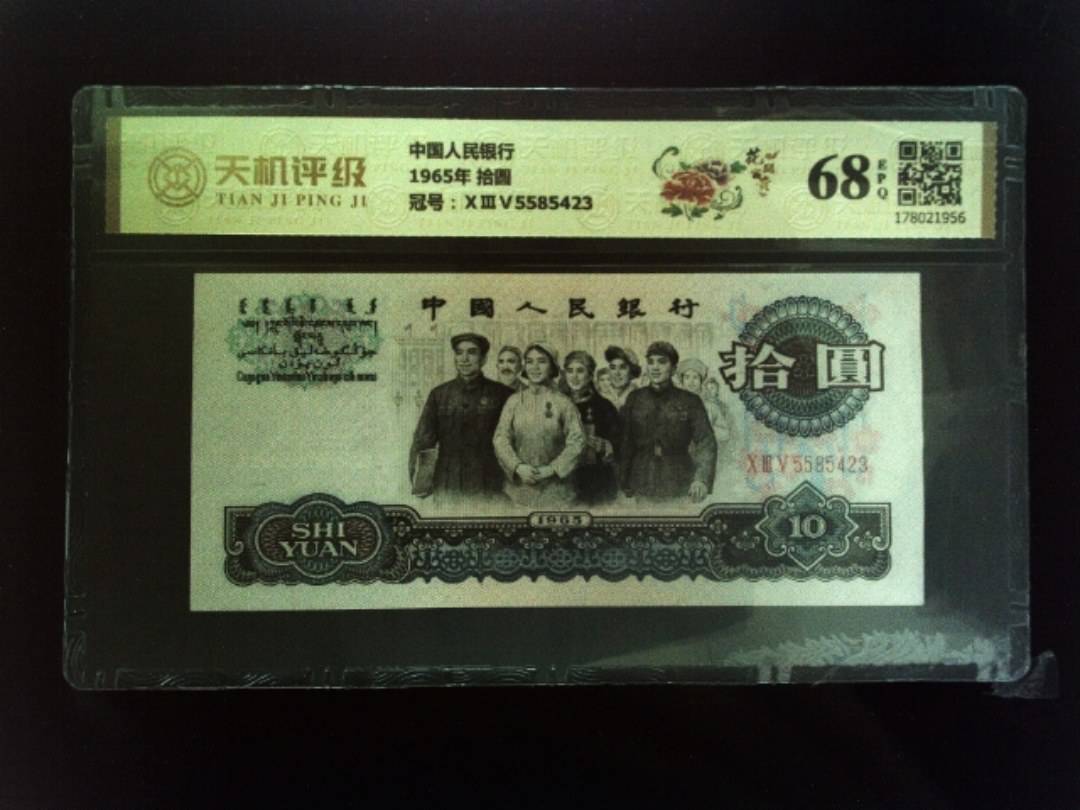 天机评级
TIAN JI PING JI
中国人民银行
1965年 拾圆
冠号：ⅩⅢⅤ5585423
68
EPQ
178021956
中國人民銀行
拾圓
ⅩⅢⅤ5585423
SHI
YUAN
1965
10